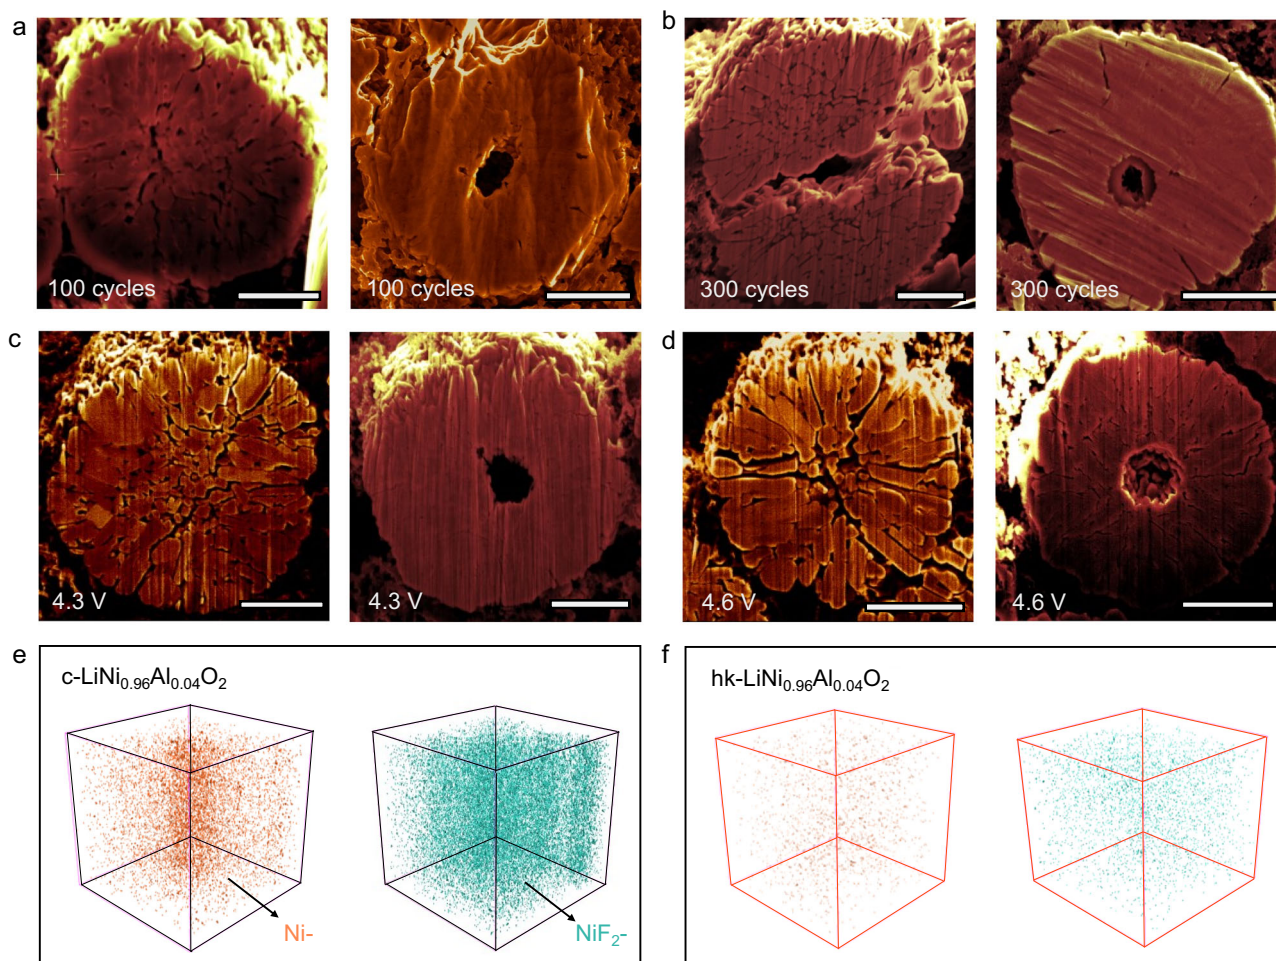 a
b
100 cycles
100 cycles
300 cycles
300 cycles
c
d
4.3 V
4.3 V
4.6 V
4.6 V
e
f
c-LiNi₀.₉₆Al₀.₀₄O₂
hk-LiNi₀.₉₆Al₀.₀₄O₂
Ni-
NiF₂-